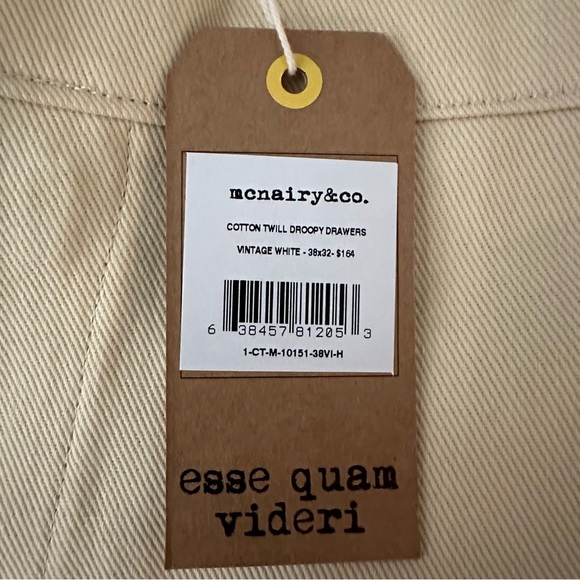 mcnairy&co.
COTTON TWILL DROOPY DRAWERS
VINTAGE WHITE - 38x32- $164
6 38457 81205 3
1-CT-M-10151-38VI-H
esse quam
videri